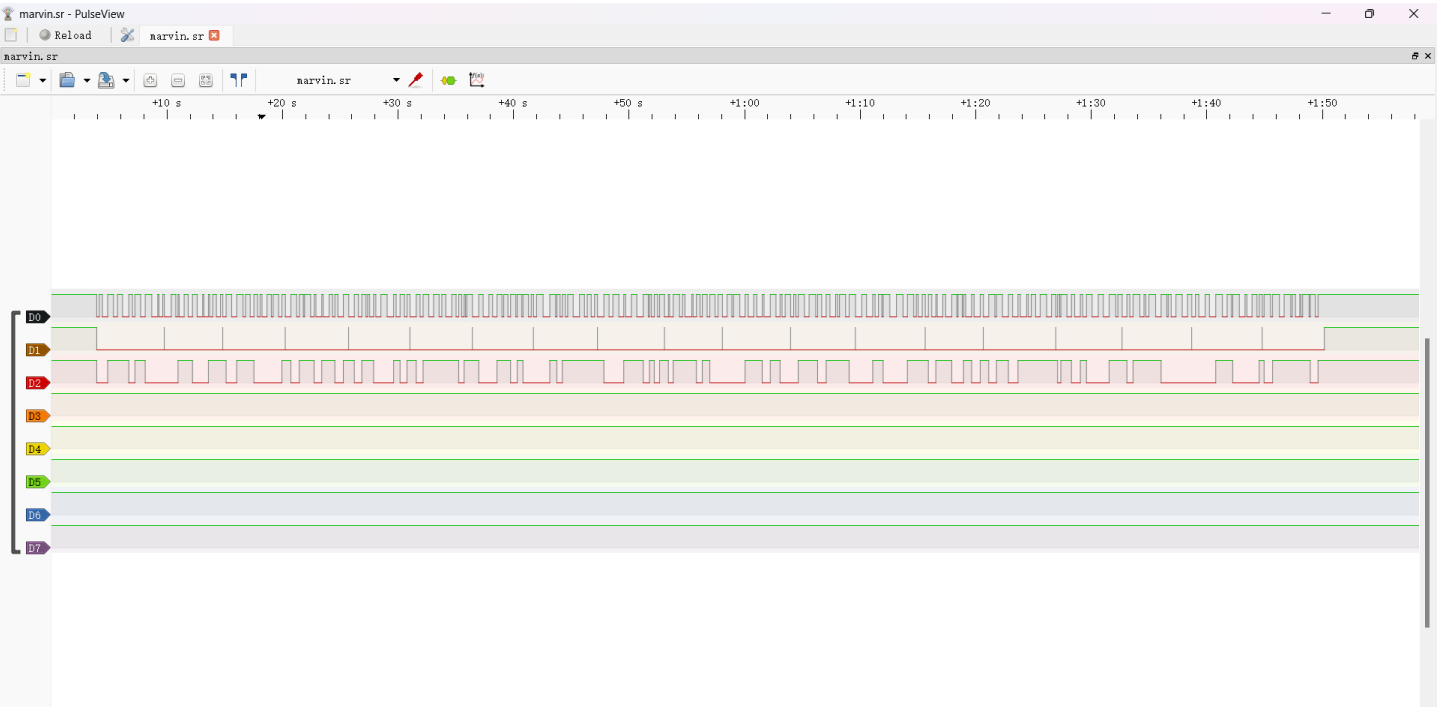 marvin.sr - PulseView
Reload
marvin.sr
marvin.sr
marvin.sr
f(x)
+10 s +20 s +30 s +40 s +50 s +1:00 +1:10 +1:20 +1:30 +1:40 +1:50
D0
D1
D2
D3
D4
D5
D6
D7